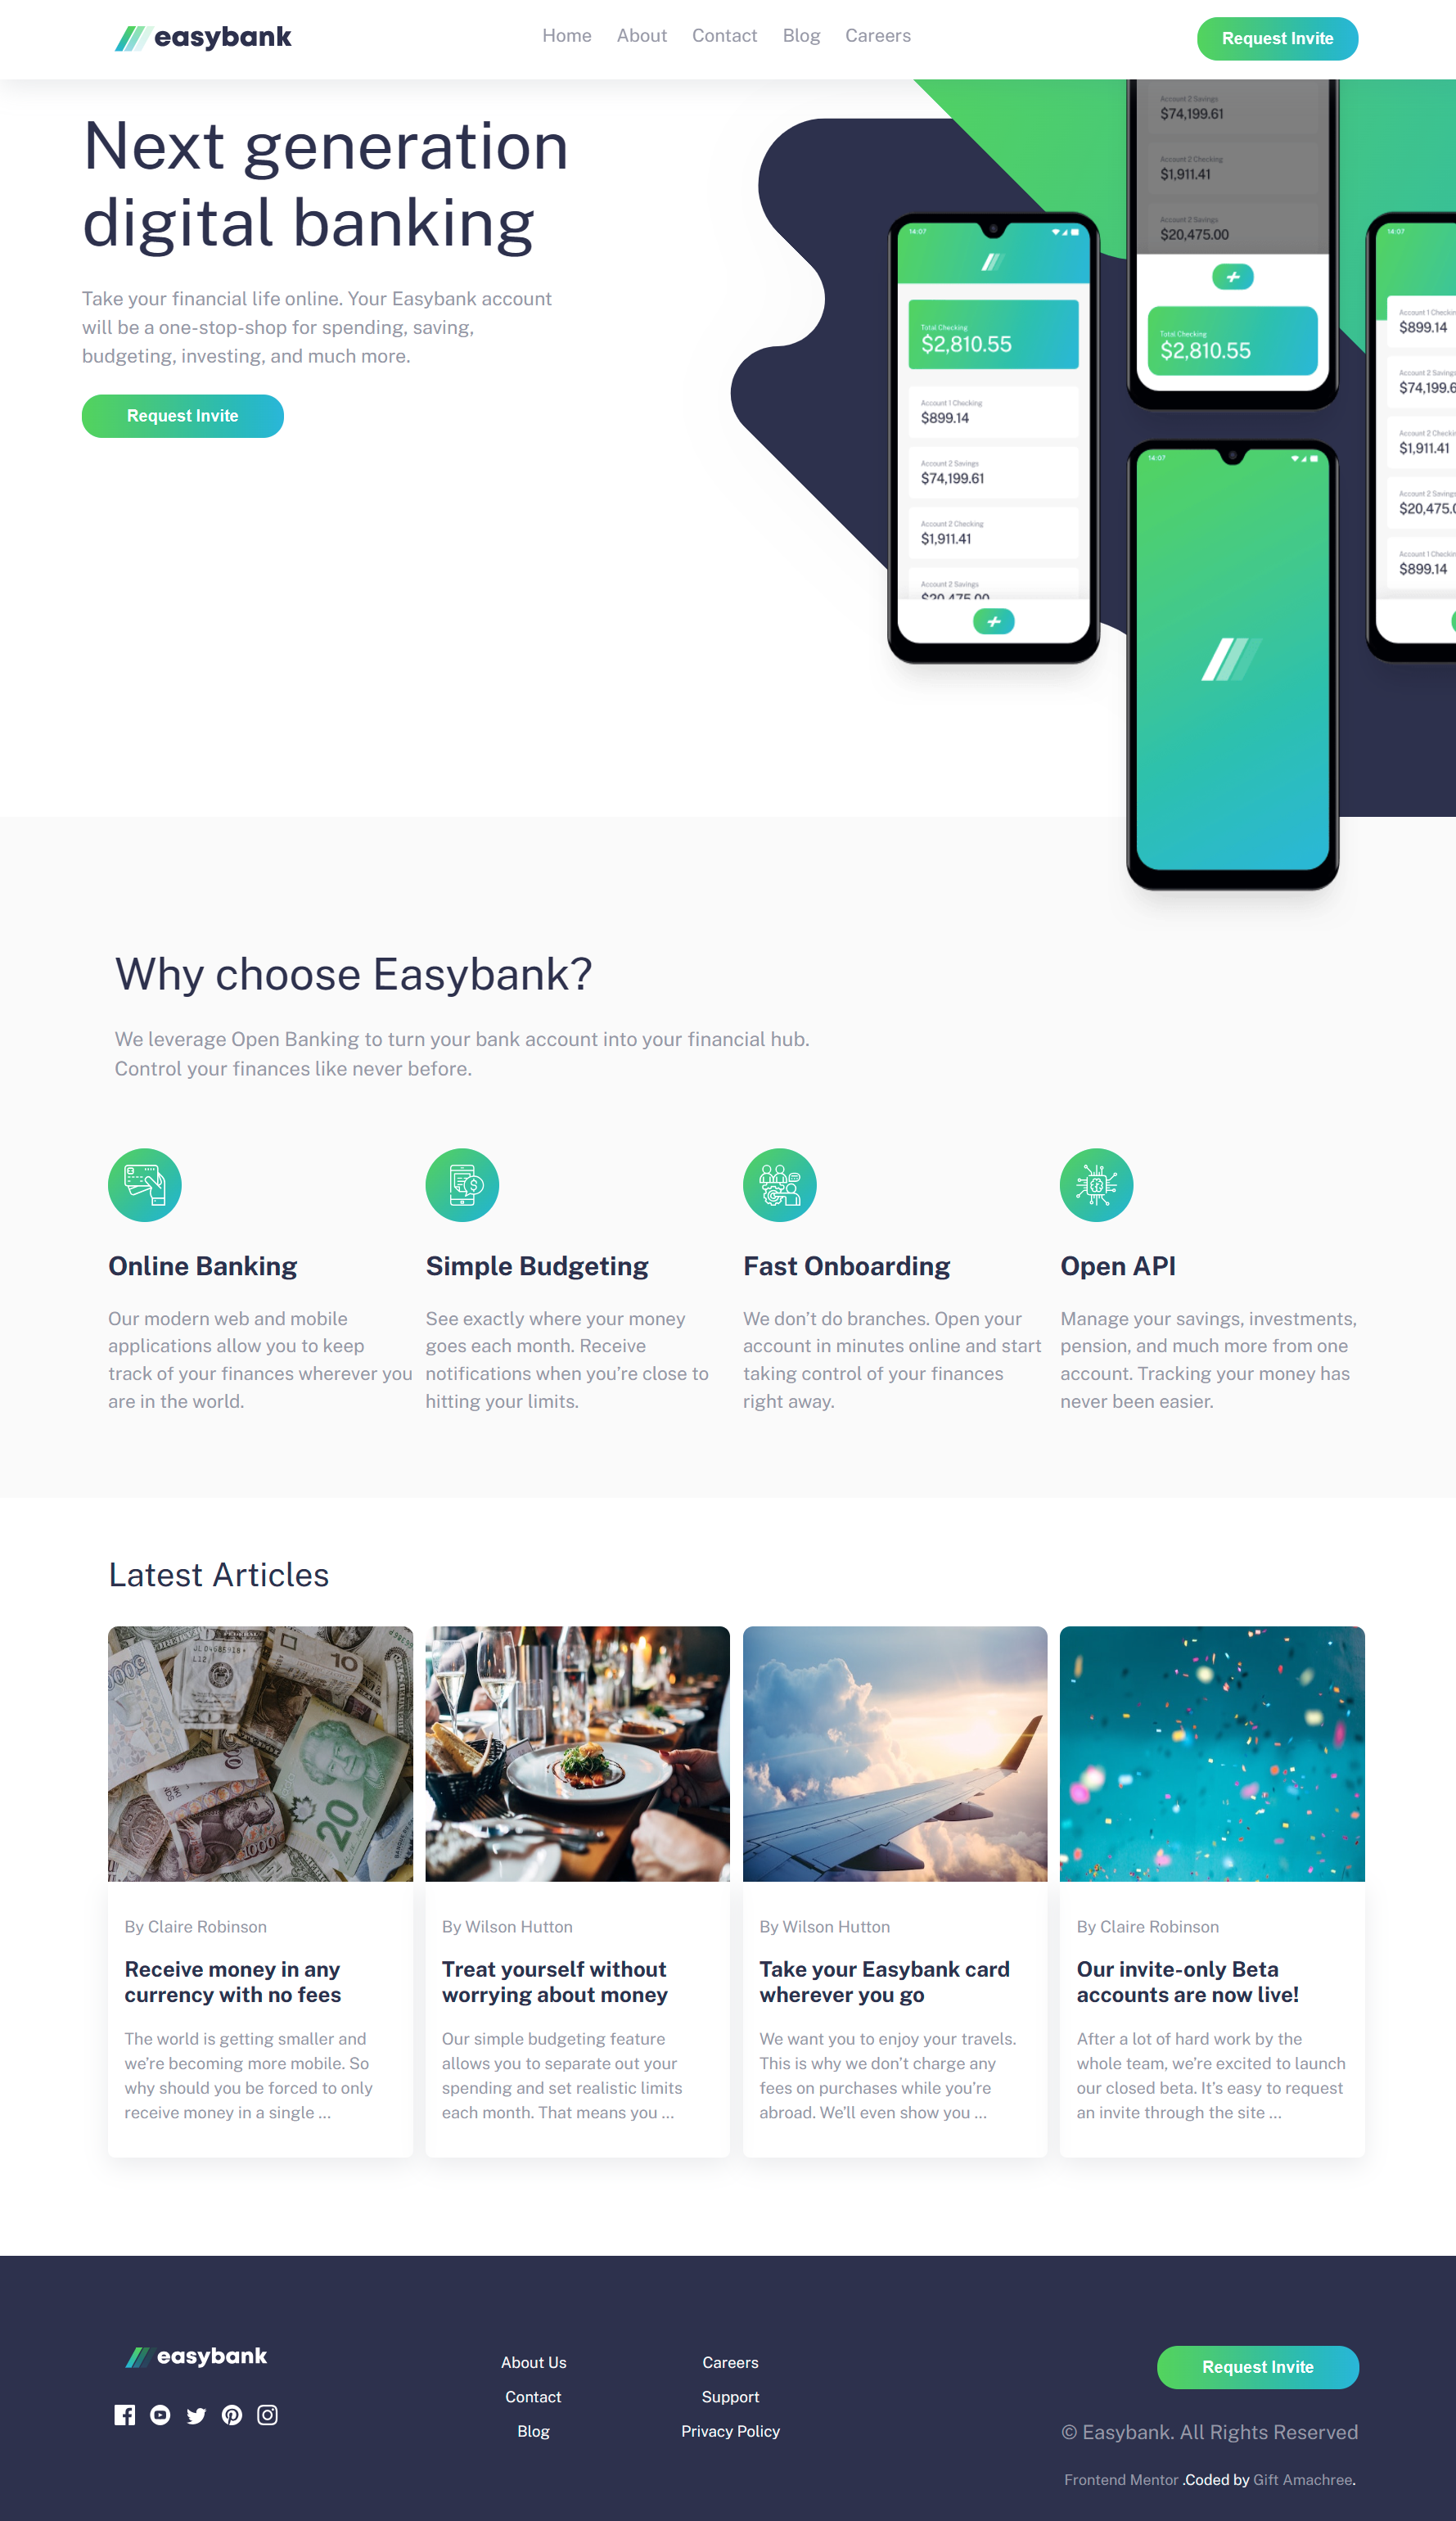 easybank
Home About Contact Blog Careers
Request Invite
Next generation
digital banking
Take your financial life online. Your Easybank account
will be a one-stop-shop for spending, saving,
budgeting, investing, and much more.
Request Invite
Account 2 Savings
$74,199.61
Account 2 Checking
$1,911.41
Account 2 Savings
$20,475.00
Total Checking
$2,810.55
14:07
Total Checking
$2,810.55
Account 1 Checking
$899.14
Account 2 Savings
$74,199.61
Account 2 Checking
$1,911.41
Account 2 Savings
$20,475.00
14:07
14:07
Account 1 Checkin
$899.14
Account 2 Savings
$74,199.6
Account 2 Checkin
$1,911.41
Account 2 Savings
$20,475.0
Account 1 Checkin
$899.14
Why choose Easybank?
We leverage Open Banking to turn your bank account into your financial hub.
Control your finances like never before.
Online Banking
Our modern web and mobile
applications allow you to keep
track of your finances wherever you
are in the world.
Simple Budgeting
See exactly where your money
goes each month. Receive
notifications when you’re close to
hitting your limits.
Fast Onboarding
We don’t do branches. Open your
account in minutes online and start
taking control of your finances
right away.
Open API
Manage your savings, investments,
pension, and much more from one
account. Tracking your money has
never been easier.
Latest Articles
10
20
1000
By Claire Robinson
Receive money in any
currency with no fees
The world is getting smaller and
we’re becoming more mobile. So
why should you be forced to only
receive money in a single …
By Wilson Hutton
Treat yourself without
worrying about money
Our simple budgeting feature
allows you to separate out your
spending and set realistic limits
each month. That means you …
By Wilson Hutton
Take your Easybank card
wherever you go
We want you to enjoy your travels.
This is why we don’t charge any
fees on purchases while you’re
abroad. We’ll even show you …
By Claire Robinson
Our invite-only Beta
accounts are now live!
After a lot of hard work by the
whole team, we’re excited to launch
our closed beta. It’s easy to request
an invite through the site …
easybank
About Us
Contact
Blog
Careers
Support
Privacy Policy
Request Invite
© Easybank. All Rights Reserved
Frontend Mentor .Coded by Gift Amachree.